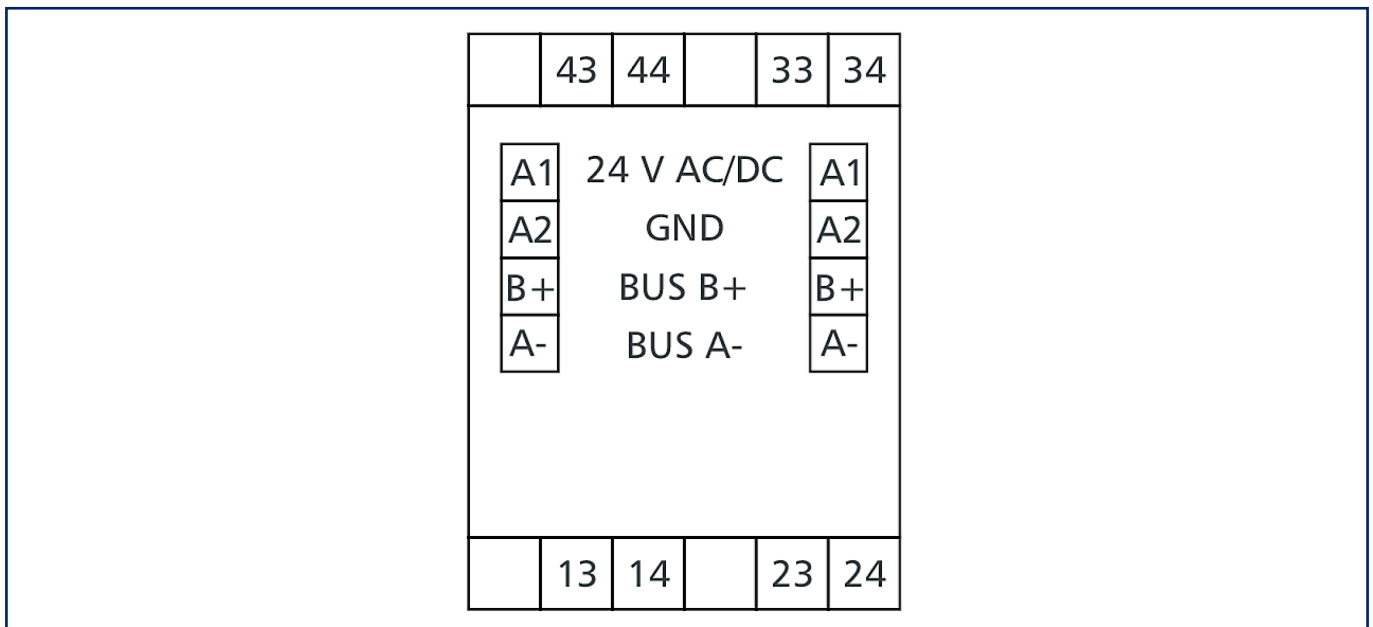 43 44 33 34
A1 24 V AC/DC A1
A2 GND A2
B+ BUS B+ B+
A- BUS A- A-
13 14 23 24